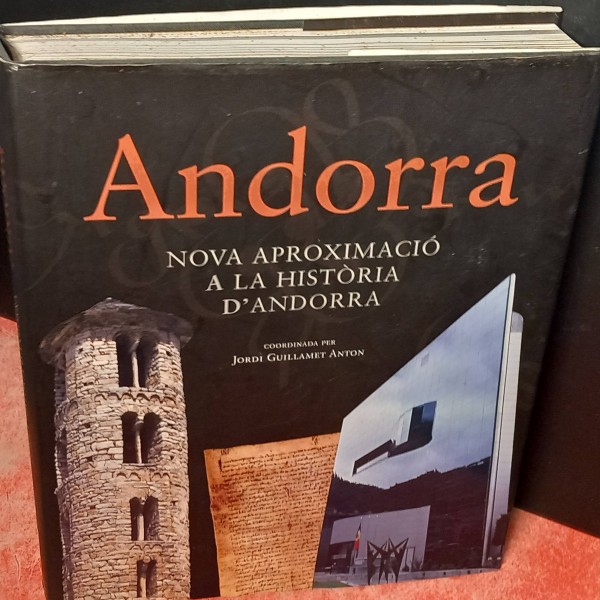 Andorra
NOVA APROXIMACIÓ
A LA HISTÒRIA
D'ANDORRA
COORDINADA PER
JORDI GUILLAMET ANTON